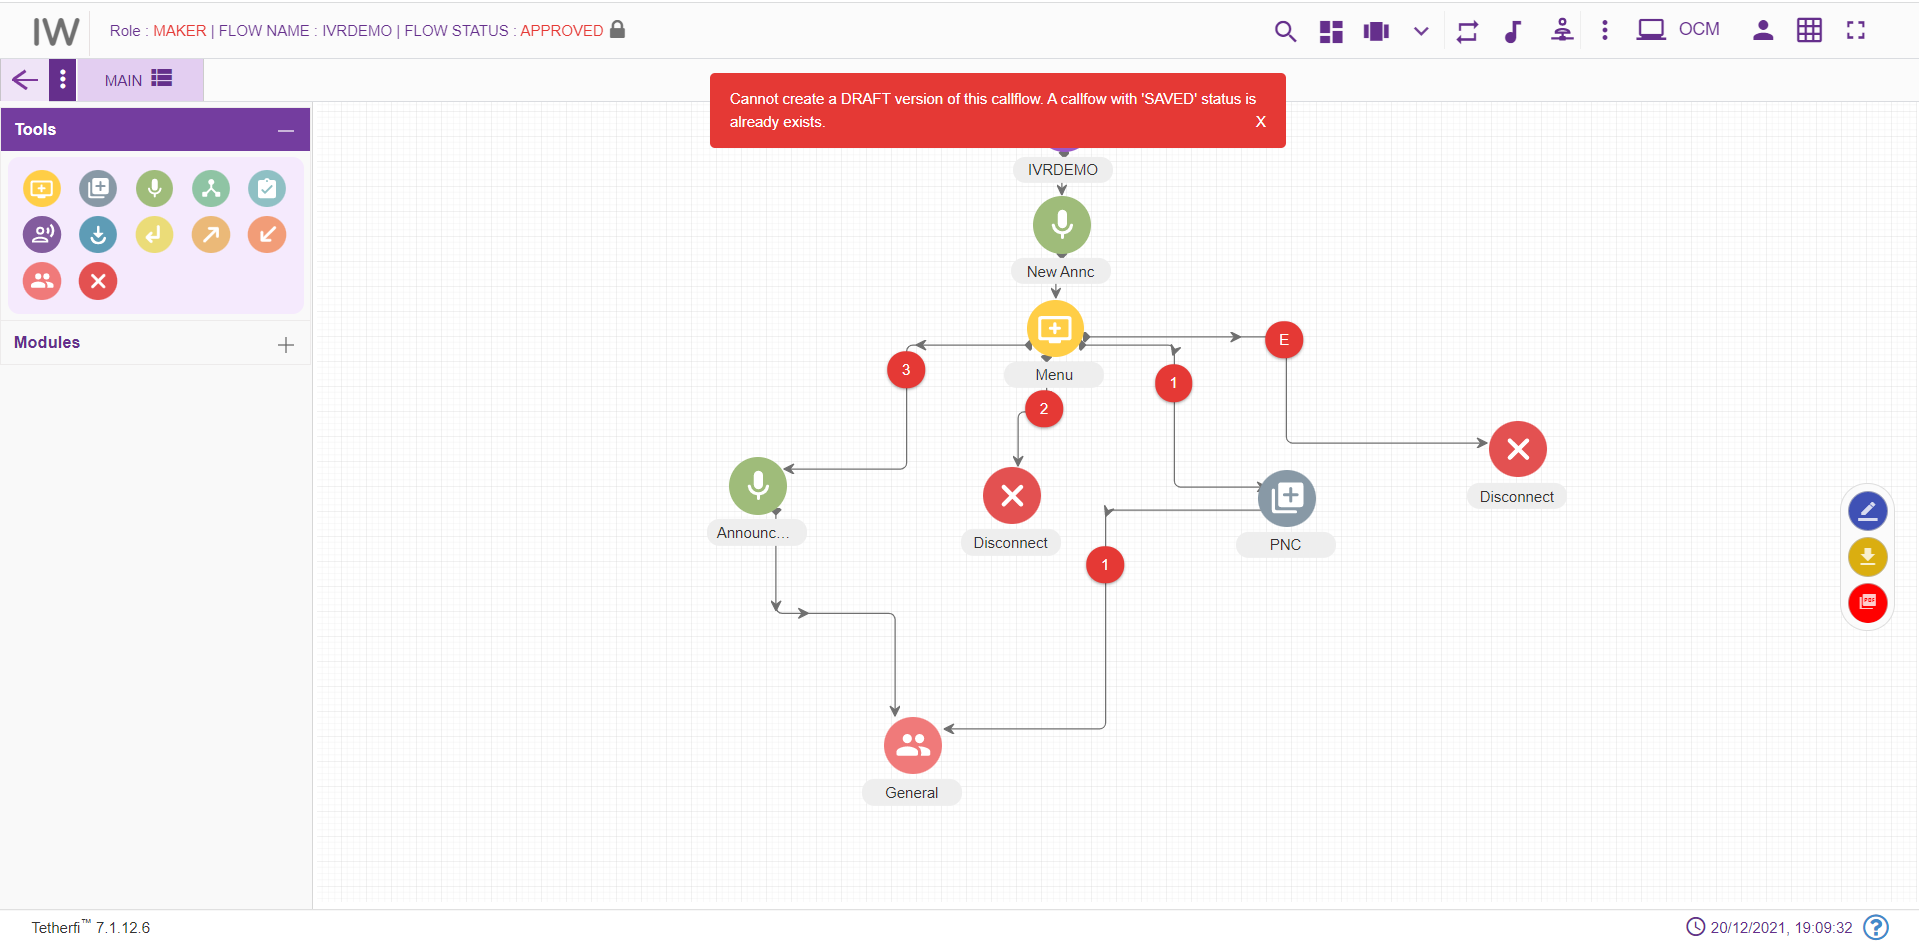 IW
Role : MAKER | FLOW NAME : IVRDEMO | FLOW STATUS : APPROVED
OCM
MAIN
Cannot create a DRAFT version of this callflow. A callfow with 'SAVED' status is
already exists.
X
Tools
Modules
IVRDEMO
New Annc
Menu
E
3
1
2
Announc...
Disconnect
Disconnect
PNC
1
General
PDF
Tetherfi™ 7.1.12.6
20/12/2021, 19:09:32
?